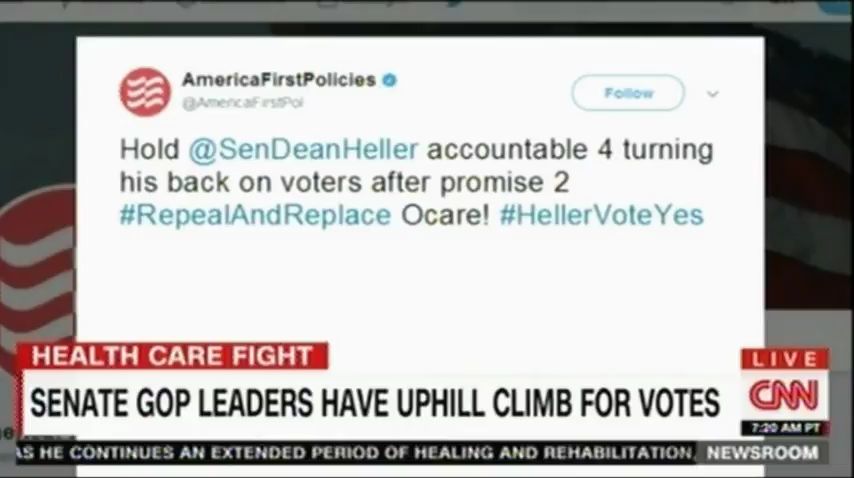 AmericaFirstPolicies
@AmericaFirstPol
Follow
Hold @SenDeanHeller accountable 4 turning
his back on voters after promise 2
#RepealAndReplace Ocare! #HellerVoteYes
HEALTH CARE FIGHT
SENATE GOP LEADERS HAVE UPHILL CLIMB FOR VOTES
LIVE
CNN
7:20 AM PT
AS HE CONTINUES AN EXTENDED PERIOD OF HEALING AND REHABILITATION,
NEWSROOM